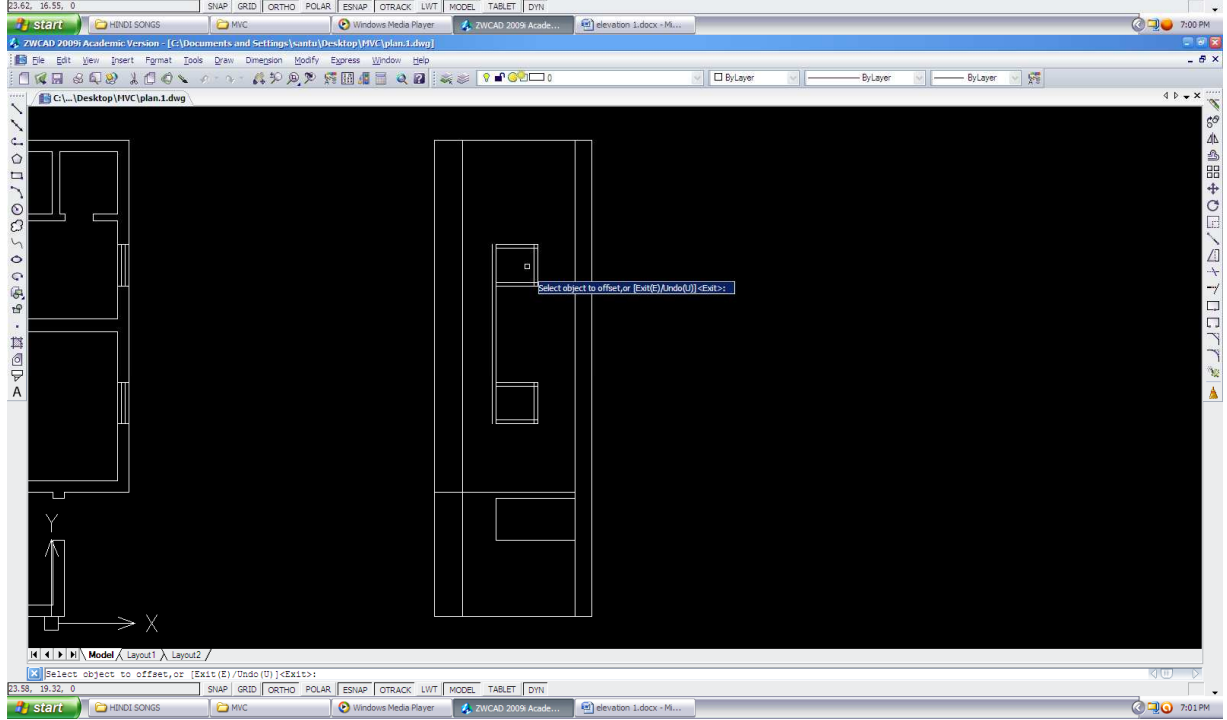 23.62, 16.55, 0 SNAP GRID ORTHO POLAR ESNAP OTRACK LWT MODEL TABLET DYN
start HINDI SONGS MVC Windows Media Player ZWCAD 2009i Acade... elevation 1.docx - Mi... 7:00 PM
ZWCAD 2009i Academic Version - [C:\Documents and Settings\santu\Desktop\MVC\plan.1.dwg]
File Edit View Insert Format Tools Draw Dimension Modify Express Window Help
0 ByLayer ByLayer ByLayer
C:\...\Desktop\MVC\plan.1.dwg
A
Select object to offset,or [Exit(E)/Undo(U)]<Exit>:
Y
X
Model Layout1 Layout2
Select object to offset,or [Exit(E)/Undo(U)]<Exit>:
23.58, 19.32, 0 SNAP GRID ORTHO POLAR ESNAP OTRACK LWT MODEL TABLET DYN
start HINDI SONGS MVC Windows Media Player ZWCAD 2009i Acade... elevation 1.docx - Mi... 7:01 PM